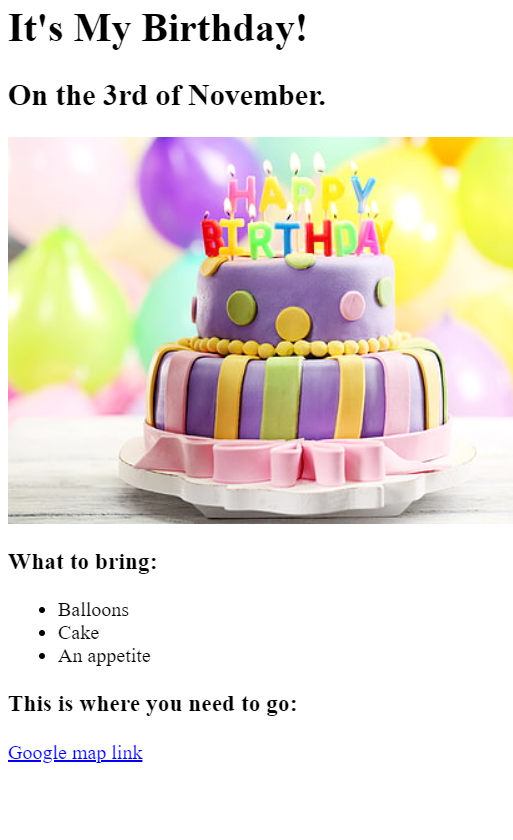 It's My Birthday!
On the 3rd of November.
HAPPY
BIRTHDAY
What to bring:
Balloons
Cake
An appetite
This is where you need to go:
Google map link